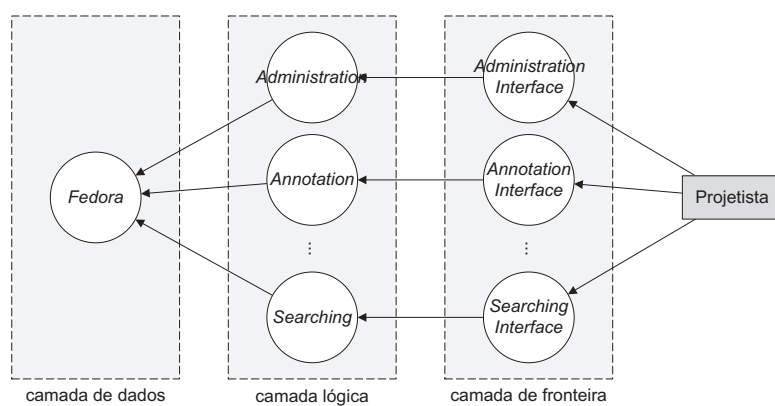 Fedora
Administration
Annotation
...
Searching
Administration
Interface
Annotation
Interface
...
Searching
Interface
Projetista
camada de dados
camada lógica
camada de fronteira